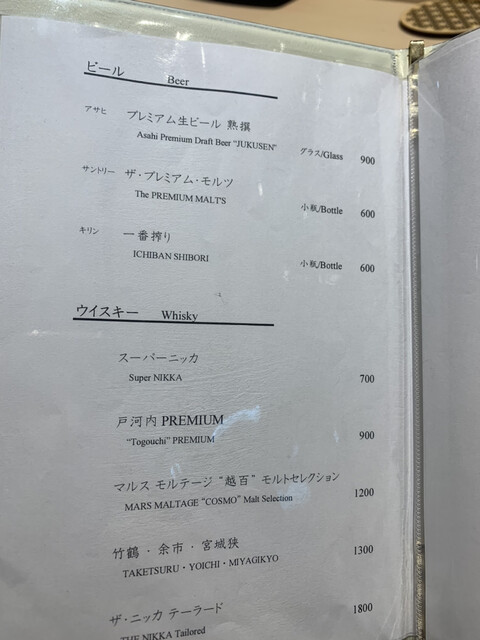 ビール Beer
アサヒ プレミアム生ビール 熟撰
Asahi Premium Draft Beer "JUKUSEN" グラス/Glass 900
サントリー ザ・プレミアム・モルツ
The PREMIUM MALT'S 小瓶/Bottle 600
キリン 一番搾り
ICHIBAN SHIBORI 小瓶/Bottle 600
ウイスキー Whisky
スーパーニッカ
Super NIKKA 700
戸河内 PREMIUM
"Togouchi" PREMIUM 900
マルス モルテージ "越百" モルトセレクション
MARS MALTAGE "COSMO" Malt Selection 1200
竹鶴 ・ 余市 ・ 宮城狭
TAKETSURU・YOICHI・MIYAGIKYO 1300
ザ・ニッカ テーラード
THE NIKKA Tailored 1800